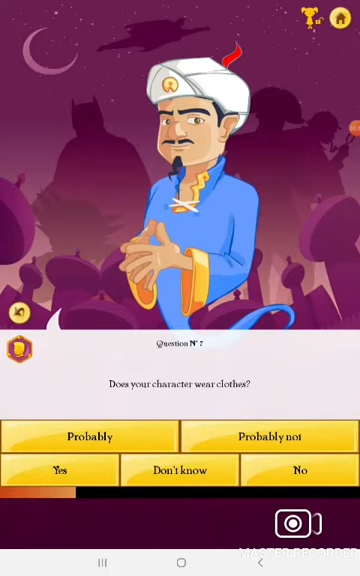 Question N° 7
Does your character wear clothes?
Probably
Probably not
Yes
Don't know
No
MASTER RECORDER